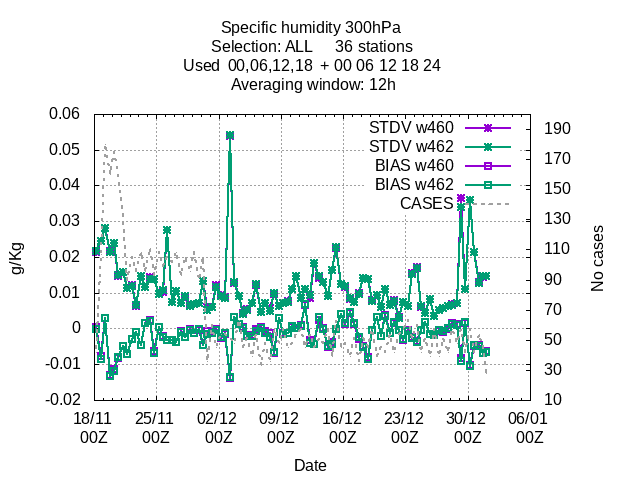 Specific humidity 300hPa
Selection: ALL 36 stations
Used 00,06,12,18 + 00 06 12 18 24
Averaging window: 12h
0.06
0.05
0.04
0.03
0.02
0.01
0
-0.01
-0.02
g/Kg
STDV w460
STDV w462
BIAS w460
BIAS w462
CASES
190
170
150
130
110
90
70
50
30
10
No cases
18/11 25/11 02/12 09/12 16/12 23/12 30/12 06/01
00Z 00Z 00Z 00Z 00Z 00Z 00Z 00Z
Date